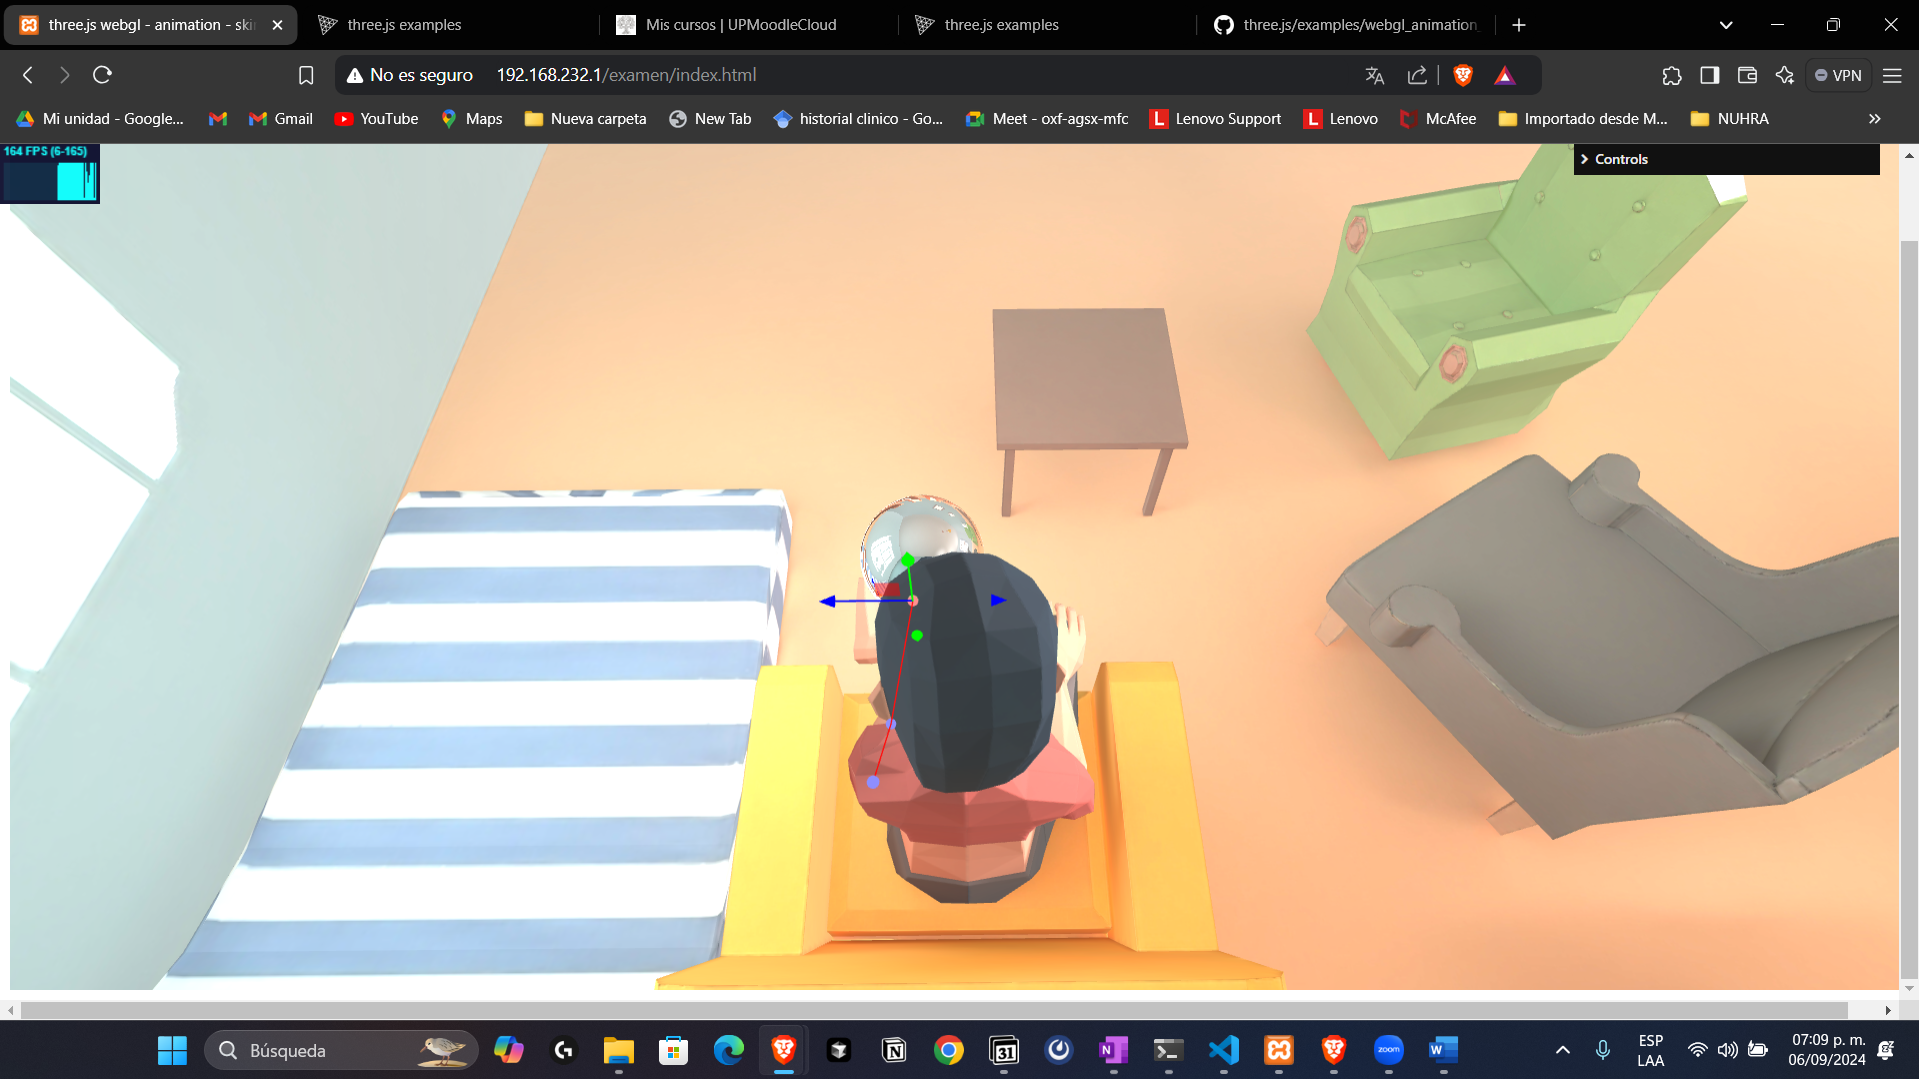 three.js webgl - animation - ski
three.js examples
Mis cursos | UPMoodleCloud
three.js examples
three.js/examples/webgl_animation_
No es seguro
192.168.232.1/examen/index.html
VPN
Mi unidad - Google...
Gmail
YouTube
Maps
Nueva carpeta
New Tab
historial clinico - Go...
Meet - oxf-agsx-mfc
Lenovo Support
Lenovo
McAfee
Importado desde M...
NUHRA
164 FPS (6-165)
Controls
Búsqueda
31
zoom
ESP
LAA
07:09 p. m.
06/09/2024